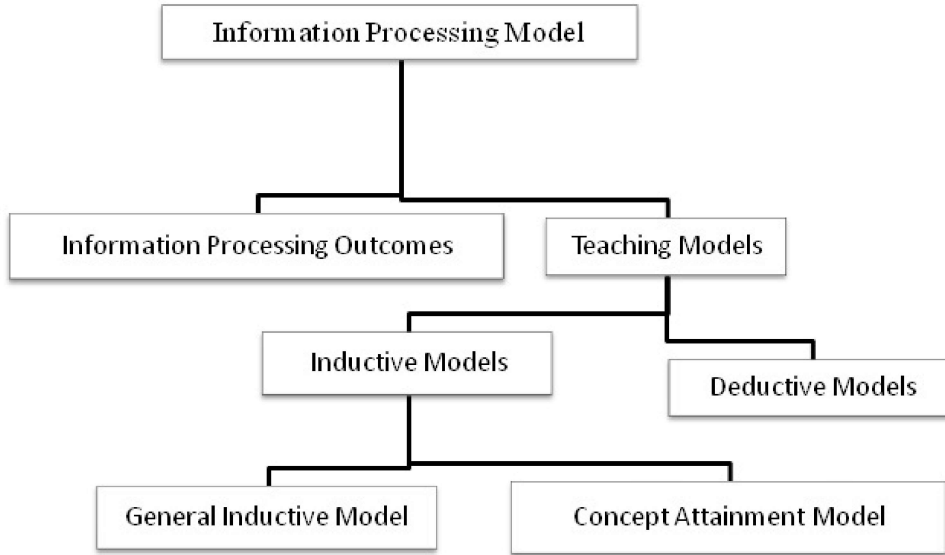 Information Processing Model
Information Processing Outcomes
Teaching Models
Inductive Models
Deductive Models
General Inductive Model
Concept Attainment Model